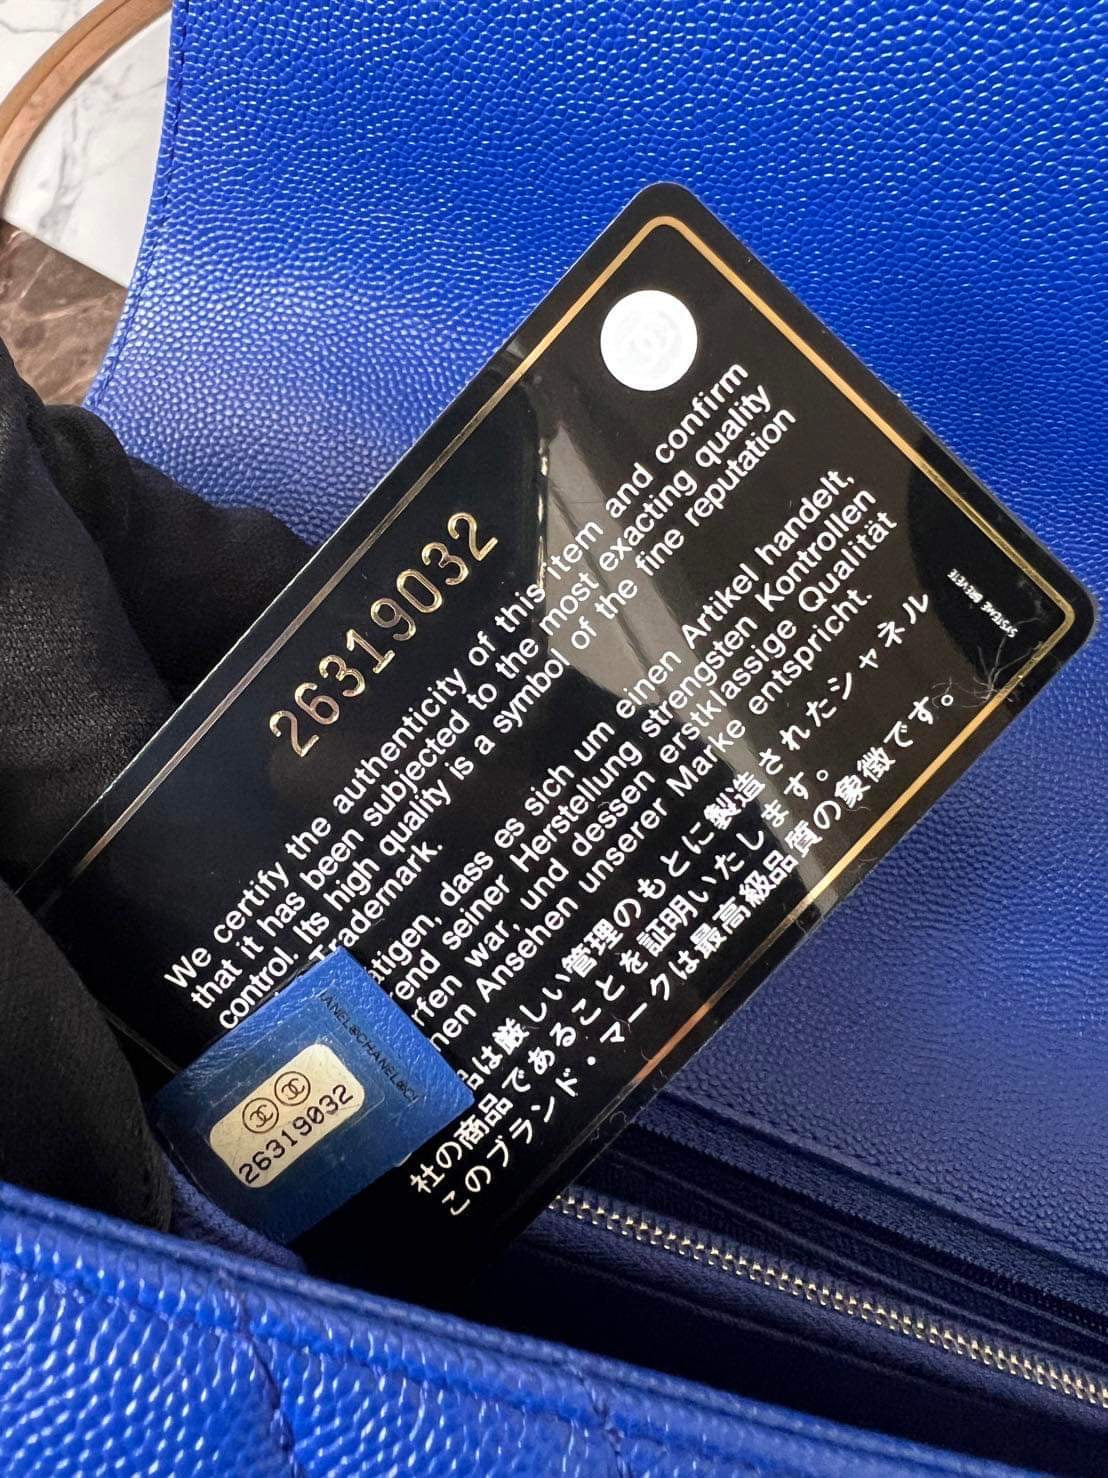 26319032
We certify the authenticity of this item and confirm
that it has been subjected to the most exacting quality
control. Its high quality is a symbol of the fine reputation
Trademark.
tigen, dass es sich um einen Artikel handelt,
end seiner Herstellung strengsten Kontrollen
rfen war, und dessen erstklassige Qualität
nen Ansehen unserer Marke entspricht.
品は厳しい管理のもとに製造されたシャネル
社の商品であることを証明いたします。
このブランド・マークは最高級品質の象徴です。
SYSTEME BREVETE
ANEL®CHANEL®C
26319032